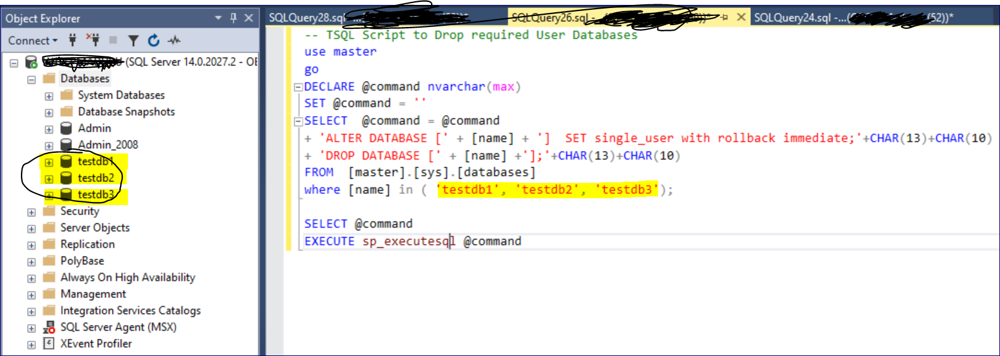 Object Explorer
SQLQuery28.sql
SQLQuery26.sql -
SQLQuery24.sql -...(
(52))*
Connect
(SQL Server 14.0.2027.2 -
Databases
System Databases
Database Snapshots
Admin
Admin_2008
testdb1
testdb2
testdb3
Security
Server Objects
Replication
PolyBase
Always On High Availability
Management
Integration Services Catalogs
SQL Server Agent (MSX)
XEvent Profiler
-- TSQL Script to Drop required User Databases
use master
go
DECLARE @command nvarchar(max)
SET @command = ''
SELECT  @command = @command
+ 'ALTER DATABASE [' + [name] + ']  SET single_user with rollback immediate;'+CHAR(13)+CHAR(10)
+ 'DROP DATABASE [' + [name] +'];'+CHAR(13)+CHAR(10)
FROM  [master].[sys].[databases]
where [name] in ( 'testdb1', 'testdb2', 'testdb3');
SELECT @command
EXECUTE sp_executesql @command